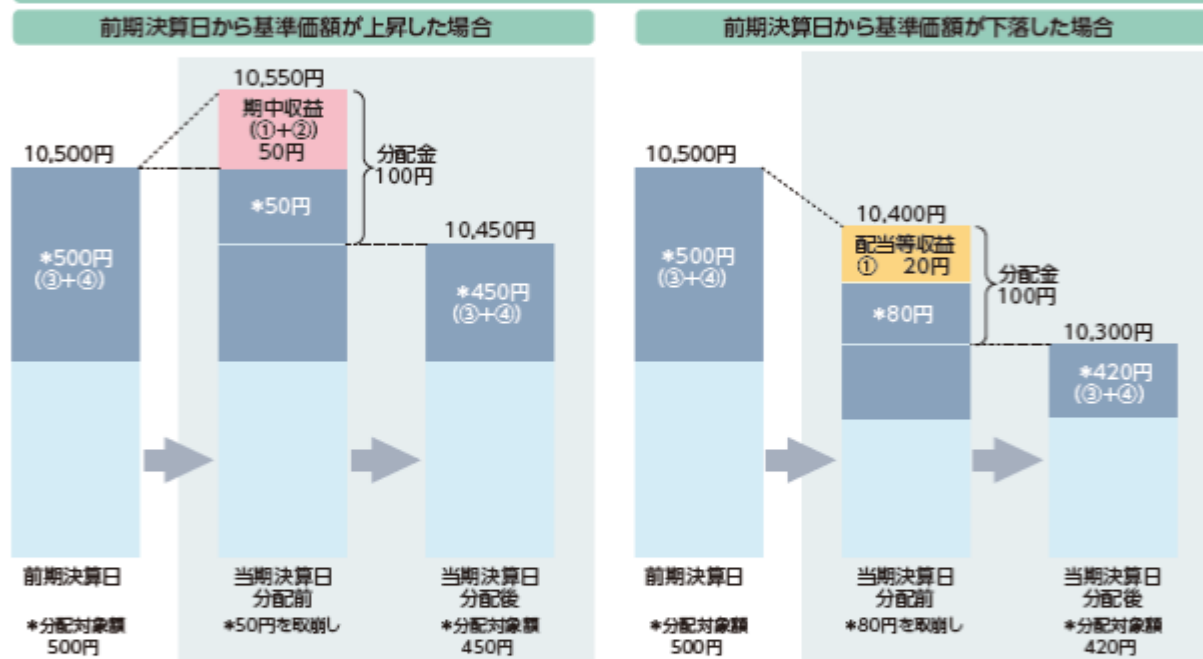 前期決算日から基準価額が上昇した場合
10,550円
期中収益
(①+②)
50円
10,500円
分配金
100円
*50円
10,450円
*500円
(③+④)
*450円
(③+④)
前期決算日
当期決算日
分配前
当期決算日
分配後
*分配対象額
500円
*50円を取崩し
*分配対象額
450円
前期決算日から基準価額が下落した場合
10,500円
10,400円
配当等収益
① 20円
*500円
(③+④)
分配金
100円
*80円
10,300円
*420円
(③+④)
前期決算日
当期決算日
分配前
当期決算日
分配後
*分配対象額
500円
*80円を取崩し
*分配対象額
420円